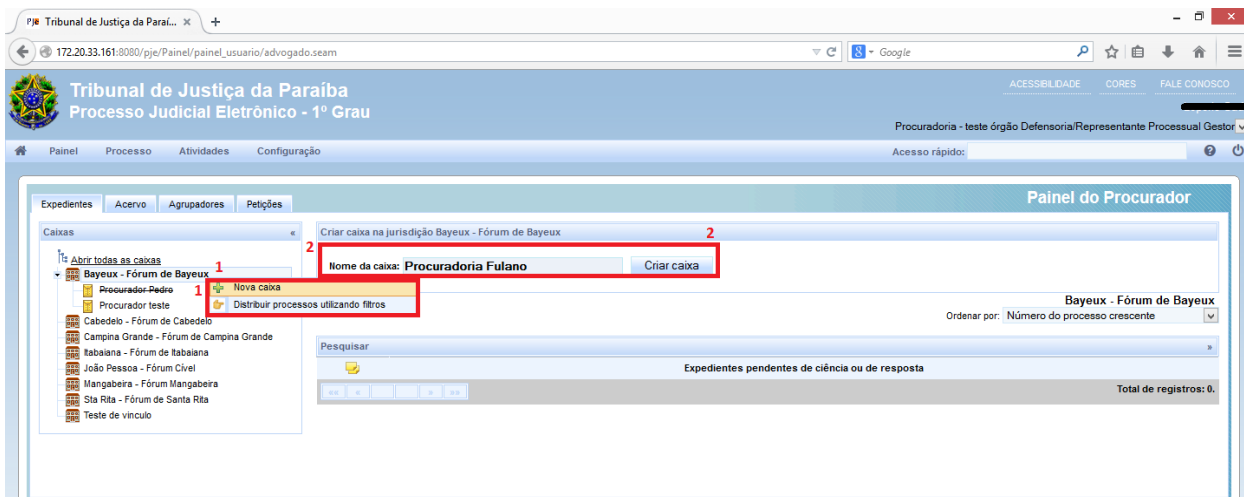 PJe Tribunal de Justiça da Paraí... × +
172.20.33.161:8080/pje/Painel/painel_usuario/advogado.seam
8 Google
Tribunal de Justiça da Paraíba
Processo Judicial Eletrônico - 1º Grau
ACESSIBILIDADE CORES FALE CONOSCO
Procuradoria - teste órgão Defensoria/Representante Processual Gestor
Painel Processo Atividades Configuração Acesso rápido:
Expedientes Acervo Agrupadores Petições
Painel do Procurador
Caixas «
Criar caixa na jurisdição Bayeux - Fórum de Bayeux 2
2
Abrir todas as caixas
Nome da caixa: Procuradoria Fulano Criar caixa
Bayeux - Fórum de Bayeux 1
Procurador Pedro 1 Nova caixa
Procurador teste Distribuir processos utilizando filtros
Bayeux - Fórum de Bayeux
Cabedelo - Fórum de Cabedelo
Ordenar por: Número do processo crescente
Campina Grande - Fórum de Campina Grande
Itabaiana - Fórum de Itabaiana
Pesquisar »
João Pessoa - Fórum Cível
Expedientes pendentes de ciência ou de resposta
Mangabeira - Fórum Mangabeira
«« « » »» Total de registros: 0.
Sta Rita - Fórum de Santa Rita
Teste de vinculo